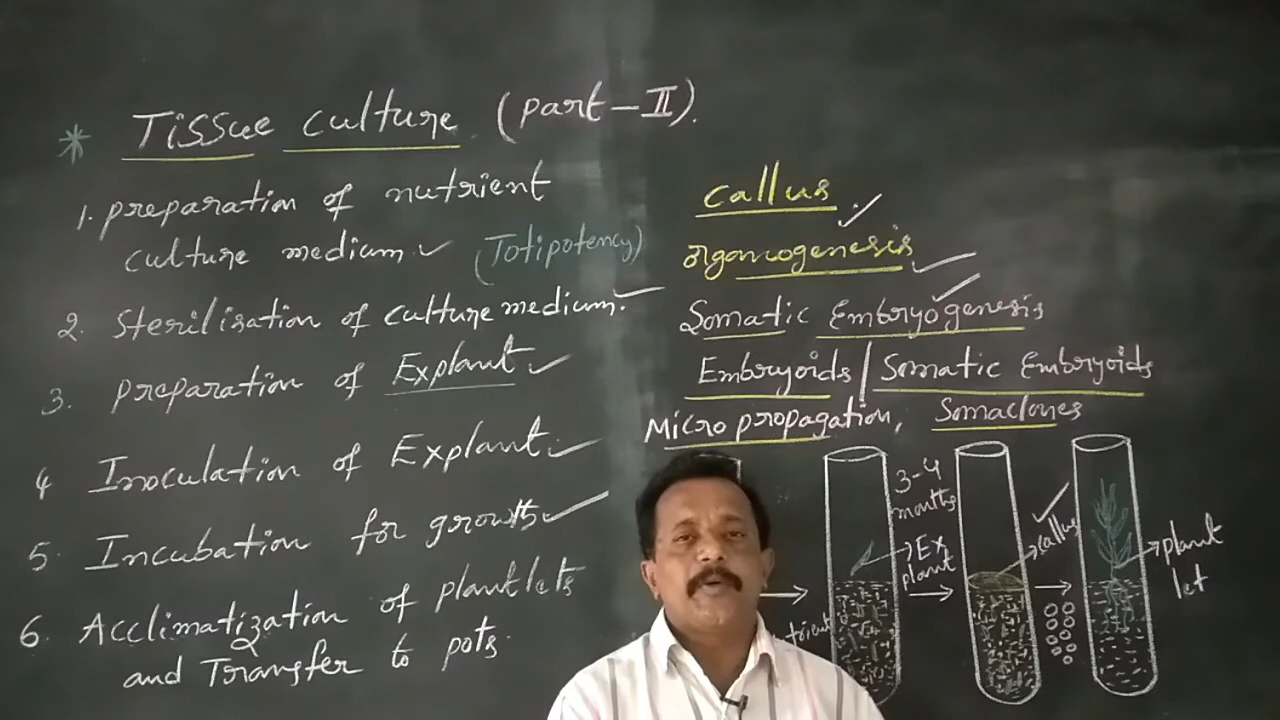 * Tissue culture (part-II).
1. preparation of nutrient
culture medium. (Totipotency)
2. Sterilisation of culture medium.
3. preparation of Explant
4 Inoculation of Explant.
5. Incubation for growth
6. Acclimatization of plantlets
and Transfer to pots.
callus
organogenesis
Somatic Embryogenesis
Embryoids / Somatic Embryoids
Micro propagation, Somaclones
3-4
months
Ex
plant
callus
plant
let